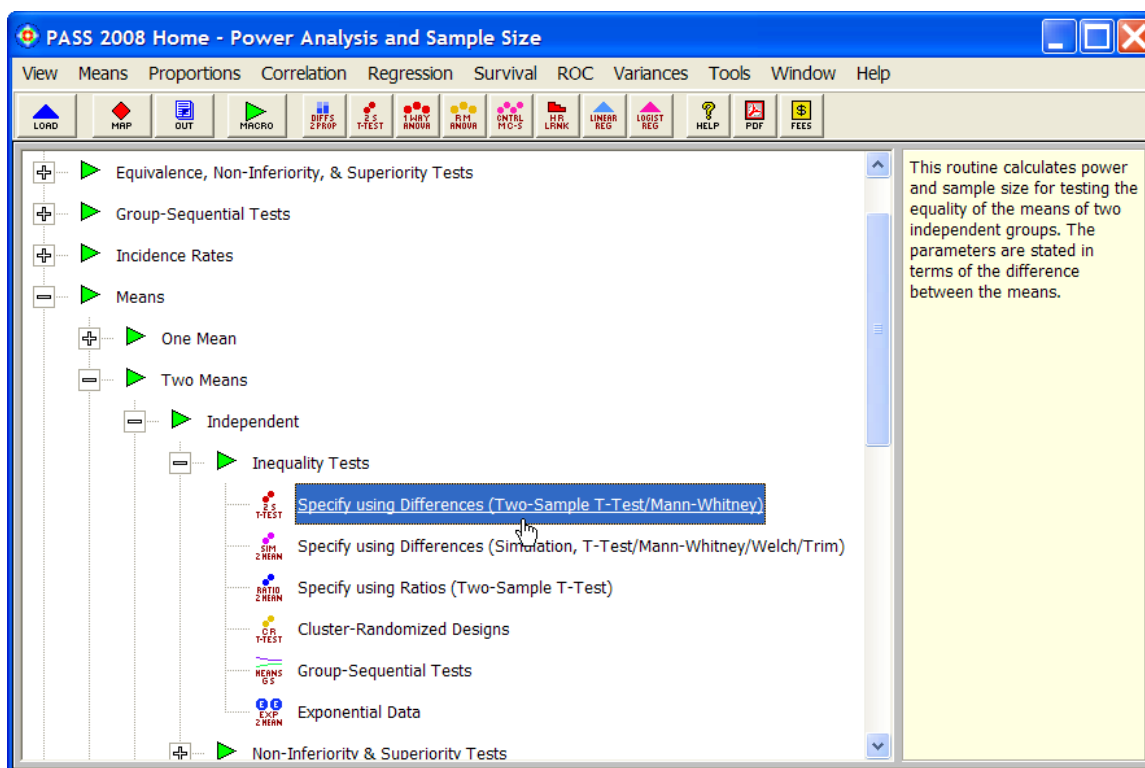 PASS 2008 Home - Power Analysis and Sample Size
View Means Proportions Correlation Regression Survival ROC Variances Tools Window Help
LOAD MAP OUT MACRO DIFFS 2 PROP 2 S T-TEST 1 WAY ANOVA R M ANOVA CNTRL M C-S H R LRNK LINEAR REG LOGIST REG HELP PDF FEES
Equivalence, Non-Inferiority, & Superiority Tests
Group-Sequential Tests
Incidence Rates
Means
One Mean
Two Means
Independent
Inequality Tests
2 S T-TEST Specify using Differences (Two-Sample T-Test/Mann-Whitney)
SIM 2 MEAN Specify using Differences (Simulation, T-Test/Mann-Whitney/Welch/Trim)
RATIO 2 MEAN Specify using Ratios (Two-Sample T-Test)
C R T-TEST Cluster-Randomized Designs
MEANS G S Group-Sequential Tests
E E EXP 2 MEAN Exponential Data
Non-Inferiority & Superiority Tests
This routine calculates power
and sample size for testing the
equality of the means of two
independent groups. The
parameters are stated in
terms of the difference
between the means.